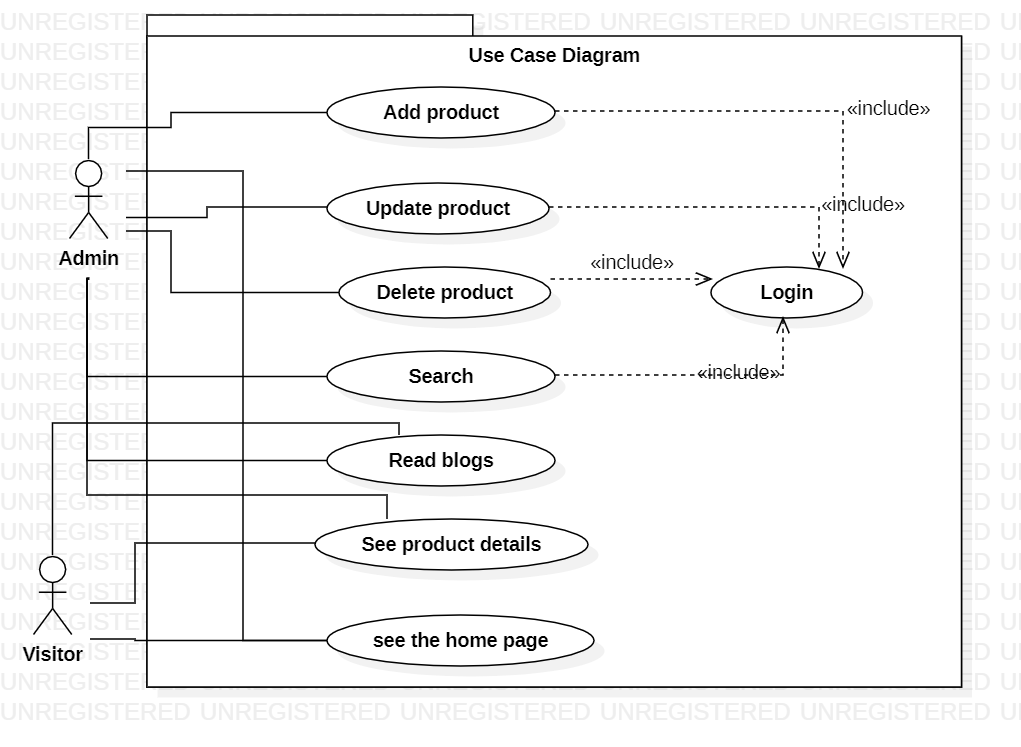 Use Case Diagram
Add product
«include»
Update product
«include»
Admin
Delete product
«include»
Login
Search
«include»
Read blogs
See product details
see the home page
Visitor
UNREGISTERED UNREGISTERED UNREGISTERED UNREGISTERED UNREGISTERED